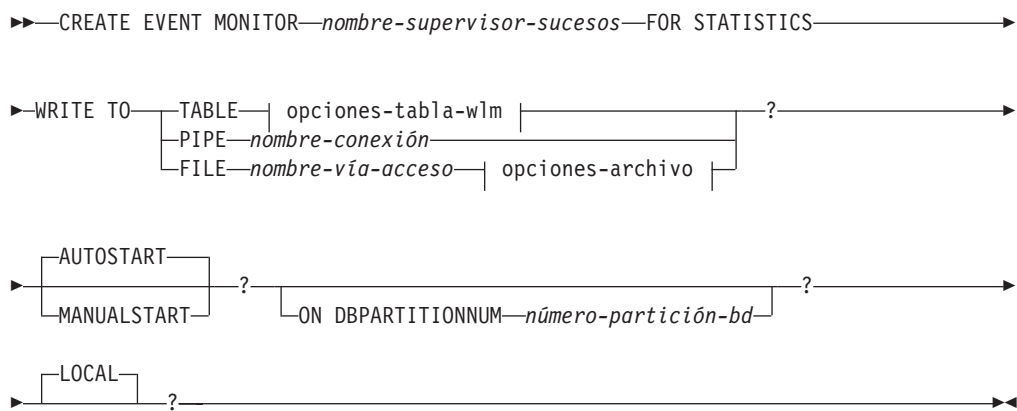 CREATE EVENT MONITOR nombre-supervisor-sucesos FOR STATISTICS
WRITE TO TABLE opciones-tabla-wlm ?
PIPE nombre-conexión
FILE nombre-vía-acceso opciones-archivo
AUTOSTART
? ?
MANUALSTART ON DBPARTITIONNUM número-partición-bd
LOCAL
?